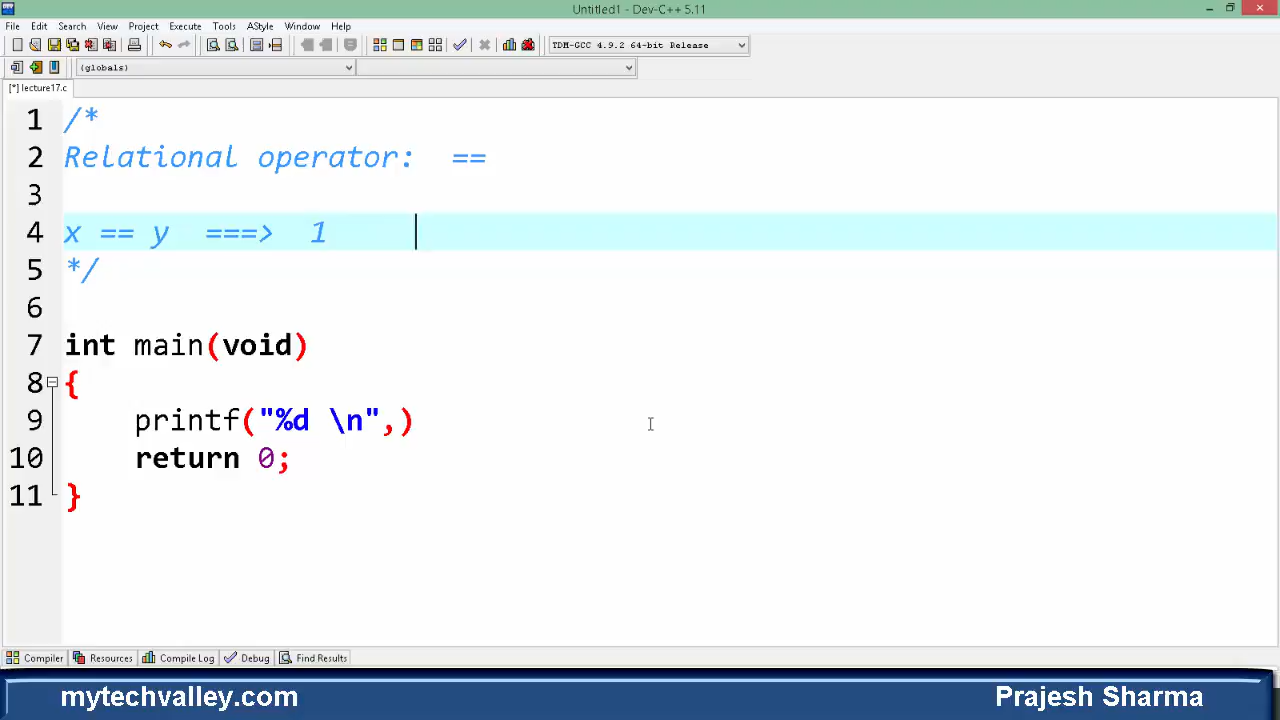 Untitled1 - Dev-C++ 5.11
File Edit Search View Project Execute Tools AStyle Window Help
TDM-GCC 4.9.2 64-bit Release
(globals)
[*] lecture17.c
1 /*
2 Relational operator:  ==
3
4 x == y  ===>  1
5 */
6
7 int main(void)
8 {
9 printf("%d \n",)
10 return 0;
11 }
Compiler Resources Compile Log Debug Find Results
mytechvalley.com Prajesh Sharma